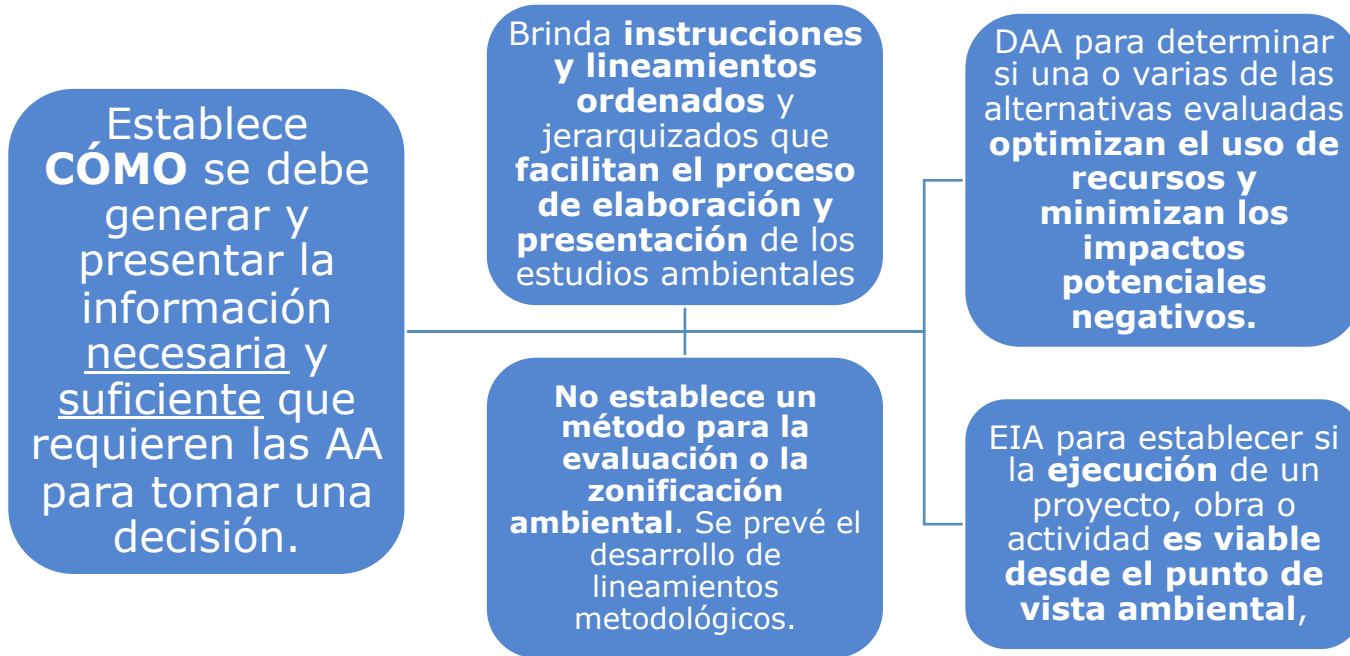 Establece
CÓMO se debe
generar y
presentar la
información
necesaria y
suficiente que
requieren las AA
para tomar una
decisión.
Brinda instrucciones
y lineamientos
ordenados y
jerarquizados que
facilitan el proceso
de elaboración y
presentación de los
estudios ambientales
No establece un
método para la
evaluación o la
zonificación
ambiental. Se prevé el
desarrollo de
lineamientos
metodológicos.
DAA para determinar
si una o varias de las
alternativas evaluadas
optimizan el uso de
recursos y
minimizan los
impactos
potenciales
negativos.
EIA para establecer si
la ejecución de un
proyecto, obra o
actividad es viable
desde el punto de
vista ambiental,